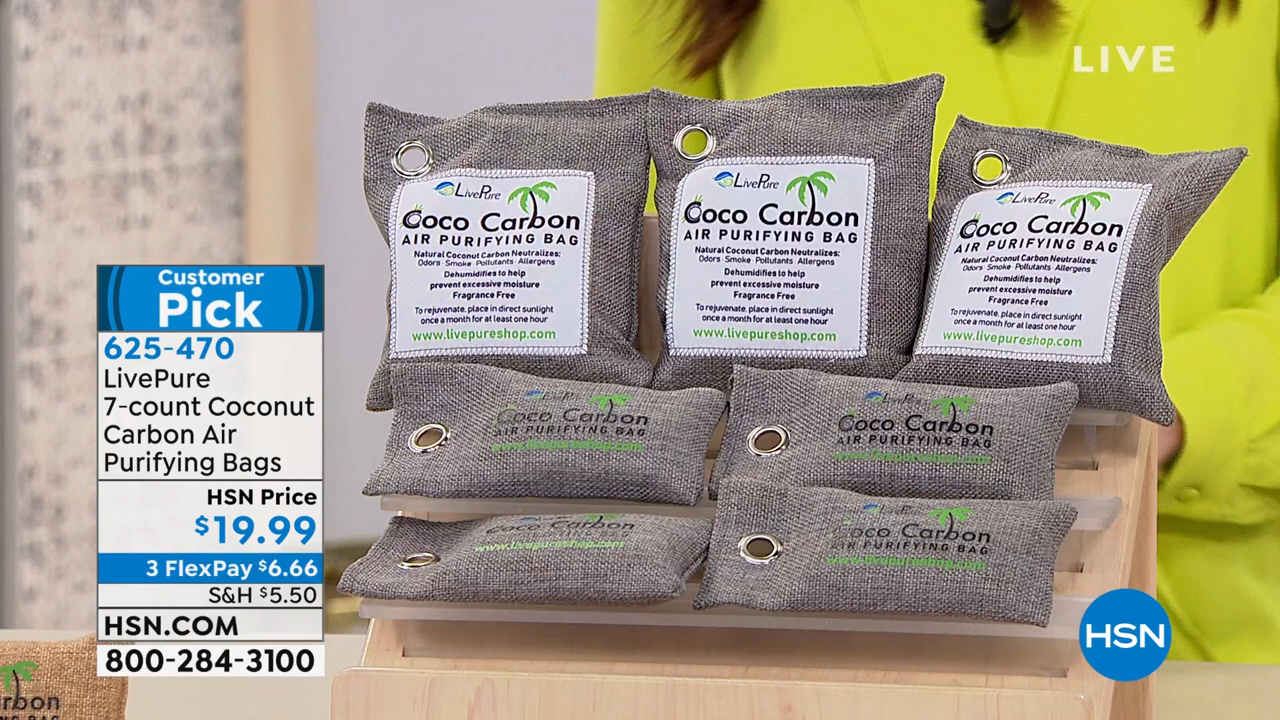 LIVE
Customer
Pick
625-470
LivePure
7-count Coconut
Carbon Air
Purifying Bags
HSN Price
$19.99
3 FlexPay $6.66
S&H $5.50
HSN.COM
800-284-3100
LivePure
Coco Carbon
AIR PURIFYING BAG
Natural Coconut Carbon Neutralizes:
Odors · Smoke · Pollutants · Allergens
Dehumidifies to help
prevent excessive moisture
Fragrance Free
To rejuvenate, place in direct sunlight
once a month for at least one hour
www.livepureshop.com
LivePure
Coco Carbon
AIR PURIFYING BAG
Natural Coconut Carbon Neutralizes:
Odors · Smoke · Pollutants · Allergens
Dehumidifies to help
prevent excessive moisture
Fragrance Free
To rejuvenate, place in direct sunlight
once a month for at least one hour
www.livepureshop.com
LivePure
Coco Carbon
AIR PURIFYING BAG
Natural Coconut Carbon Neutralizes:
Odors · Smoke · Pollutants · Allergens
Dehumidifies to help
prevent excessive moisture
Fragrance Free
To rejuvenate, place in direct sunlight
once a month for at least one hour
www.livepureshop.com
LivePure
Coco Carbon
AIR PURIFYING BAG
www.livepureshop.com
LivePure
Coco Carbon
AIR PURIFYING BAG
www.livepureshop.com
Coco Carbon
www.livepureshop.com
LivePure
Coco Carbon
AIR PURIFYING BAG
www.livepureshop.com
rbon
HSN